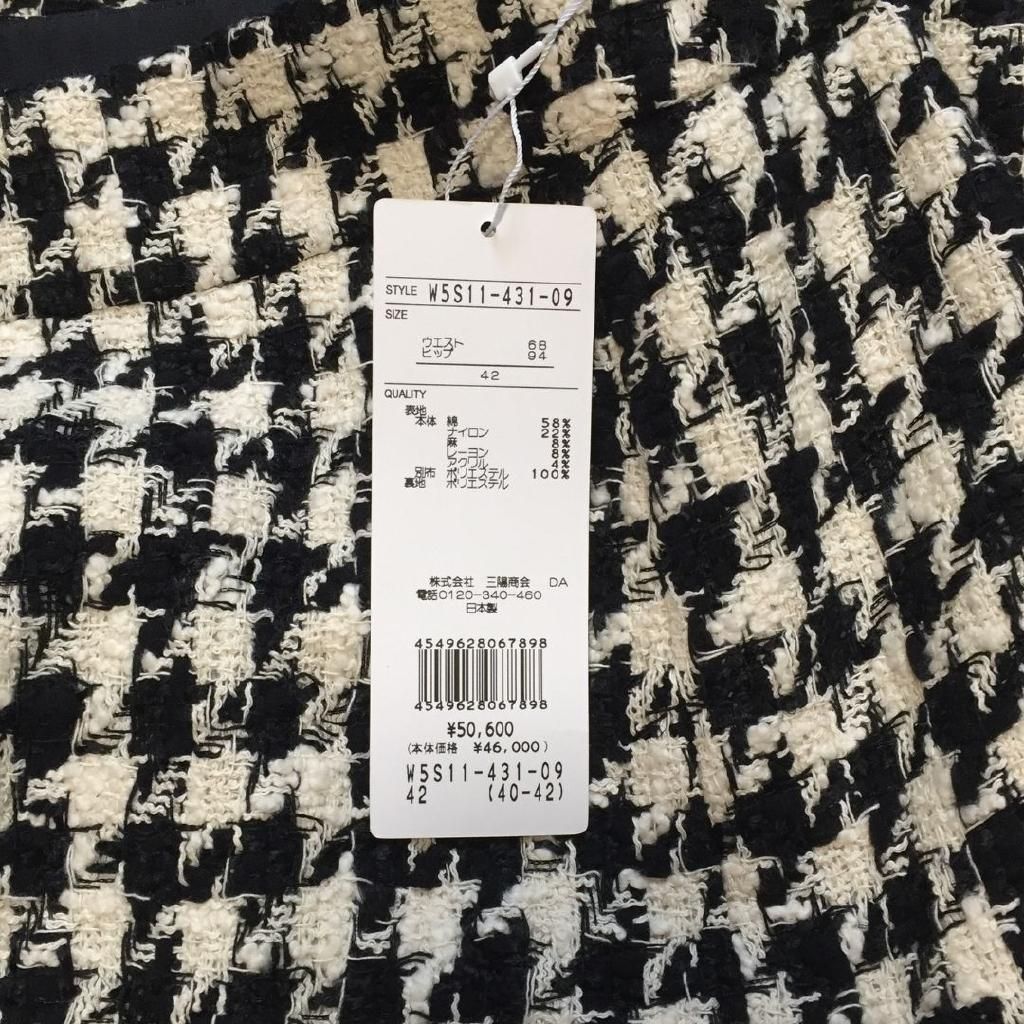 STYLE W5S11-431-09
SIZE
ウエスト 68
ヒップ 94
42
QUALITY
表地
本体 綿 58%
ナイロン 22%
麻 8%
レーヨン 8%
アクリル 4%
別布 ポリエステル 100%
裏地 ポリエステル
株式会社 三陽商会 DA
電話0120-340-460
日本製
4549628067898
4549628067898
¥50,600
(本体価格 ¥46,000)
W5S11-431-09
42 (40-42)